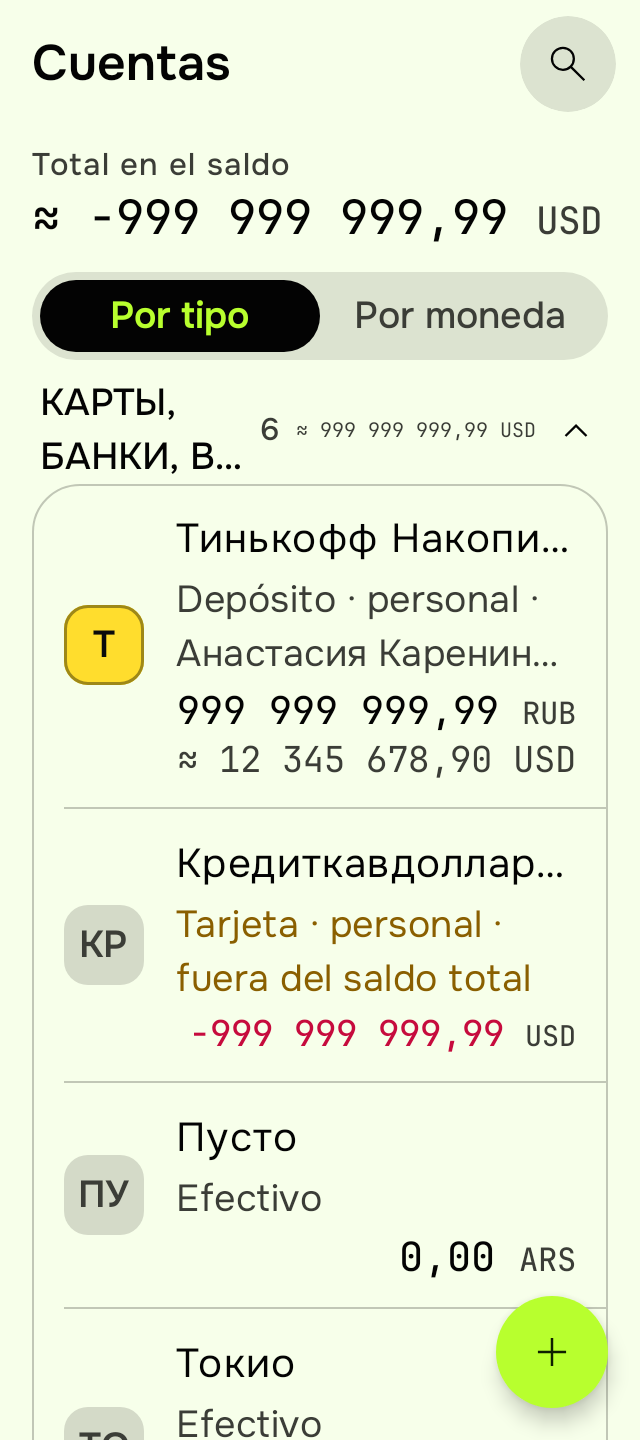 Cuentas
Total en el saldo
≈ -999 999 999,99 USD
Por tipo
Por moneda
КАРТЫ,
БАНКИ, В...
6 ≈ 999 999 999,99 USD
Тинькофф Накопи...
Depósito · personal ·
Анастасия Каренин...
T
999 999 999,99 RUB
≈ 12 345 678,90 USD
Кредиткавдоллар...
КР
Tarjeta · personal ·
fuera del saldo total
-999 999 999,99 USD
Пусто
ПУ
Efectivo
0,00 ARS
Токио
Efectivo
ТО